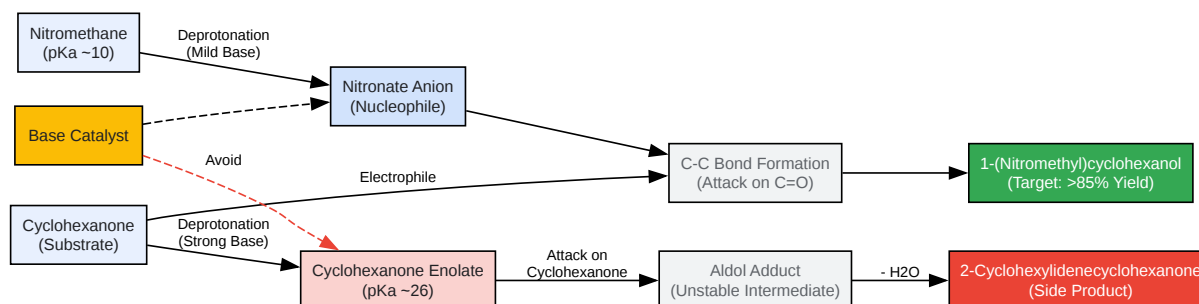 Nitromethane
(pKa ~10)
Deprotonation
(Mild Base)
Nitronate Anion
(Nucleophile)
Base Catalyst
Avoid
Electrophile
C-C Bond Formation
(Attack on C=O)
1-(Nitromethyl)cyclohexanol
(Target: >85% Yield)
Cyclohexanone
(Substrate)
Deprotonation
(Strong Base)
Cyclohexanone Enolate
(pKa ~26)
Attack on
Cyclohexanone
Aldol Adduct
(Unstable Intermediate)
- H2O
2-Cyclohexylidenecyclohexanone
(Side Product)